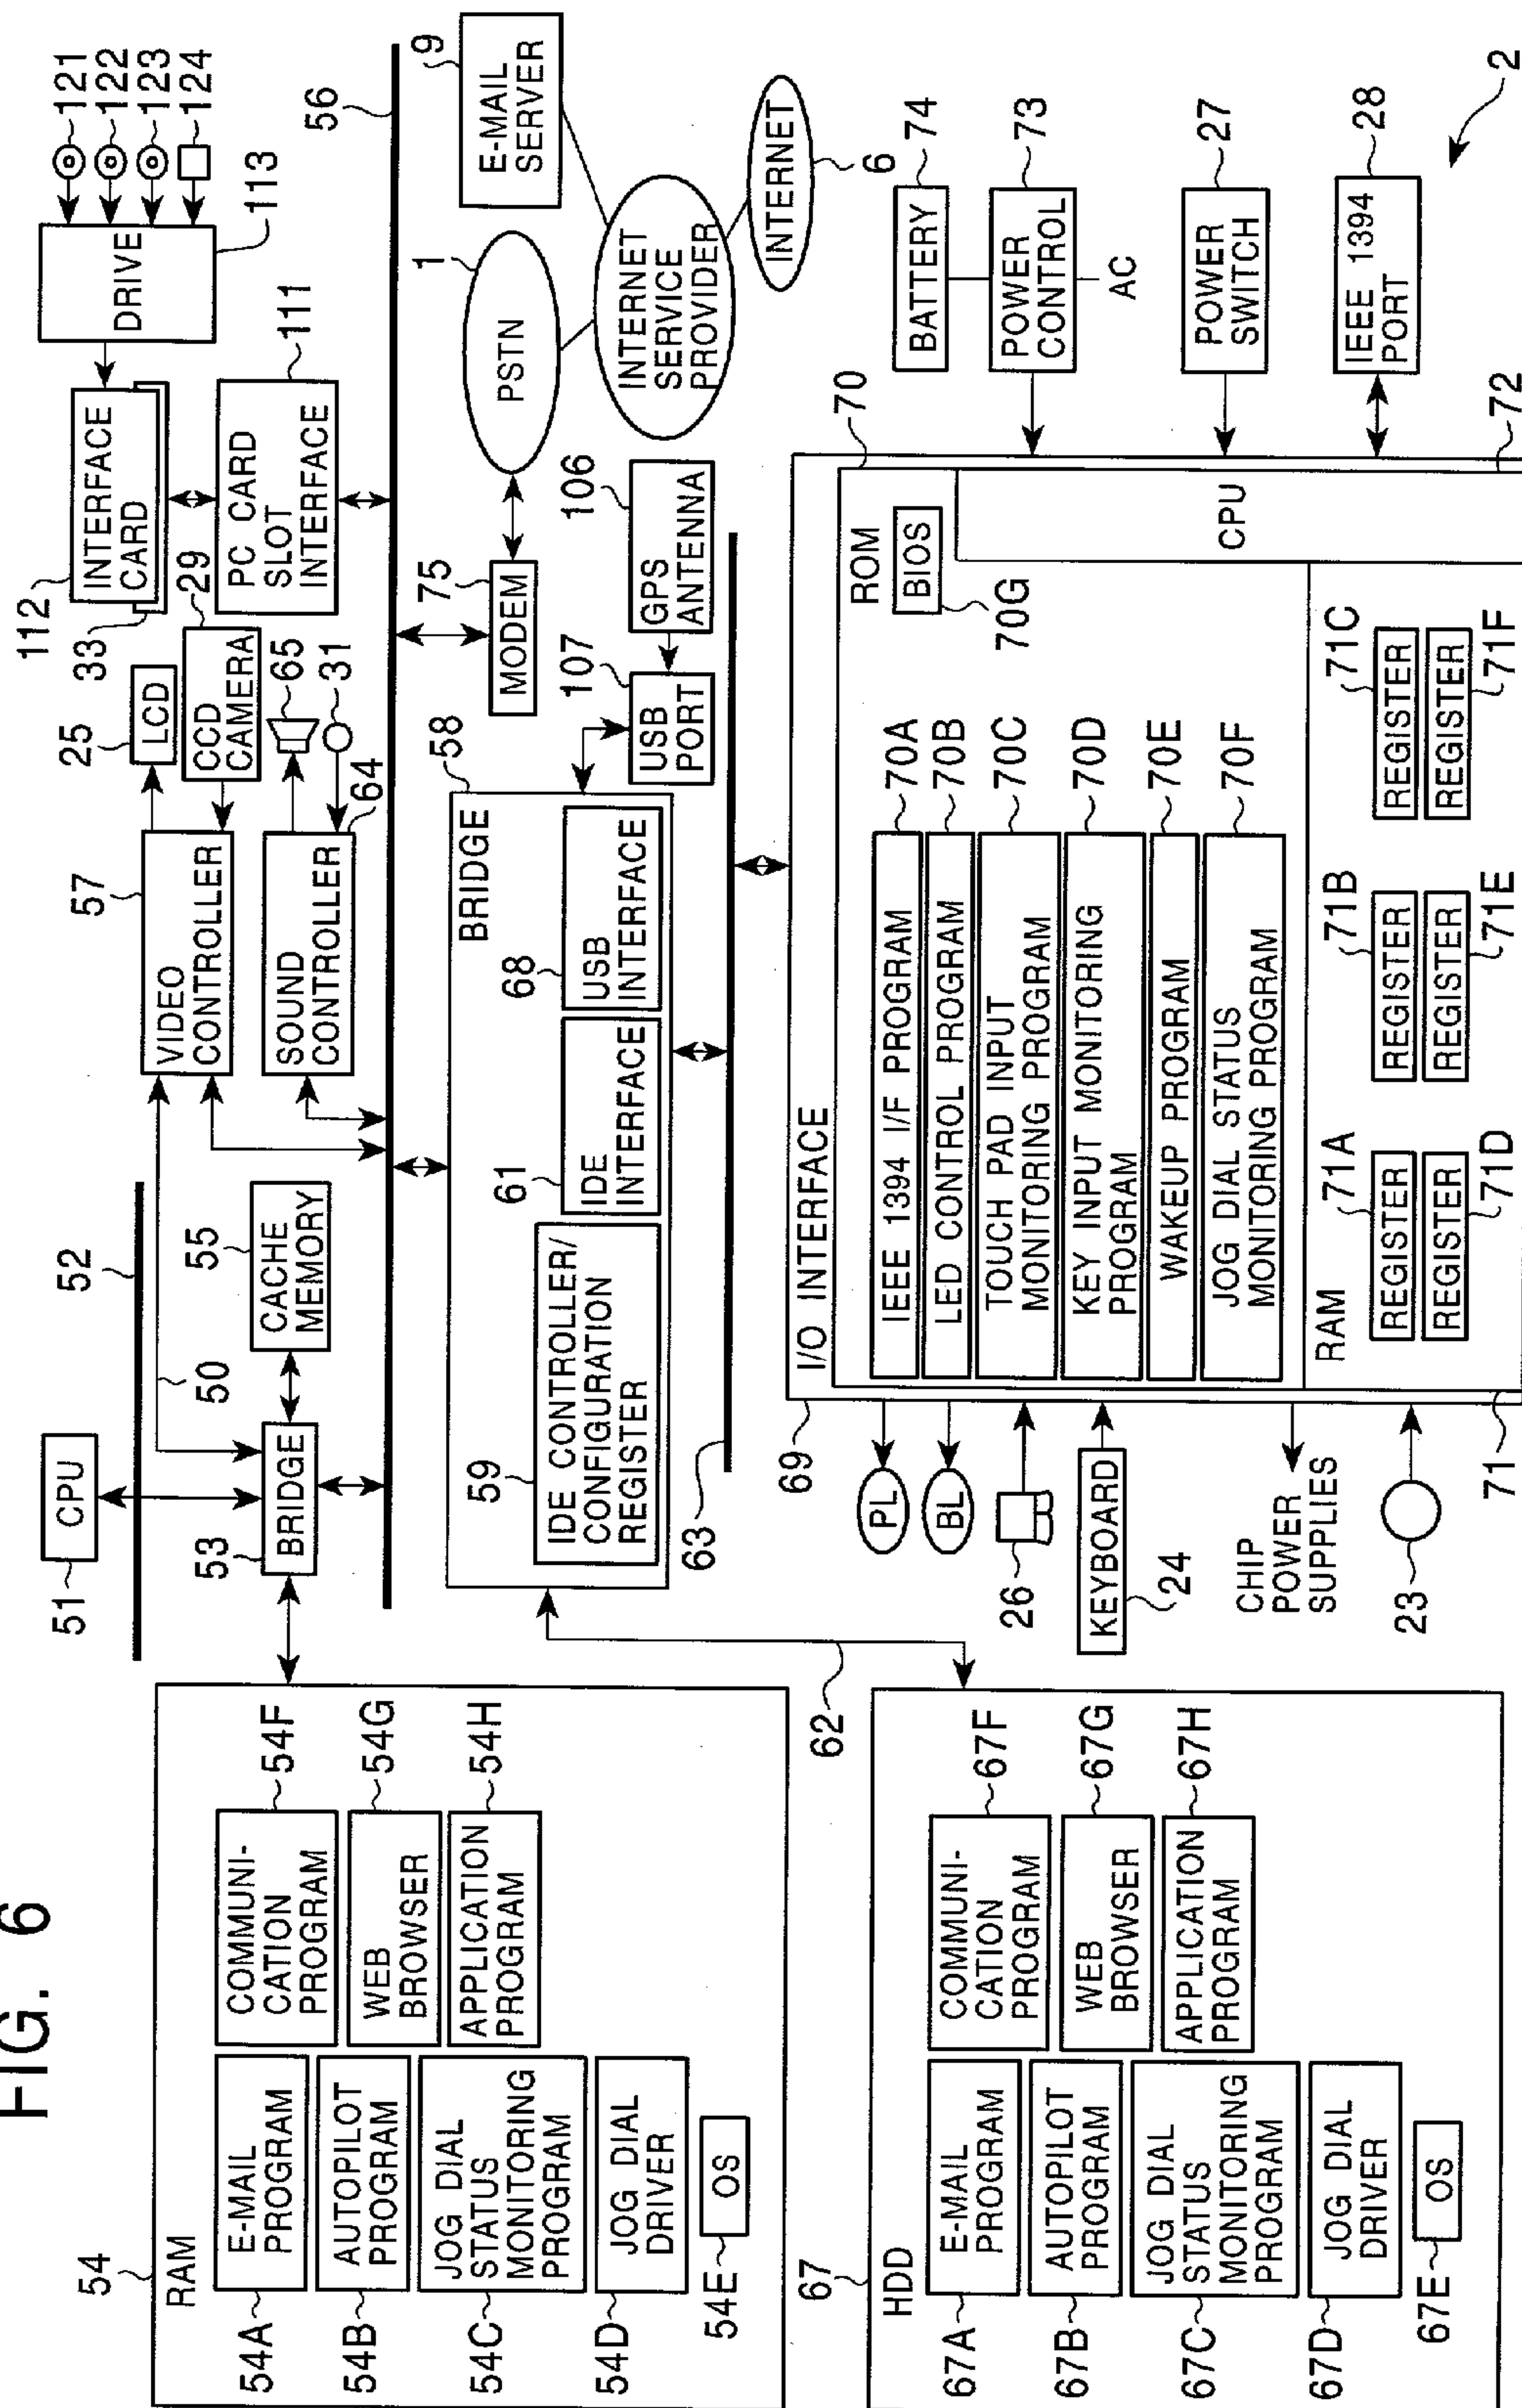 FIG. 6
54
RAM
54A
E-MAIL
PROGRAM
54B
AUTOPILOT
PROGRAM
54C
JOG DIAL
STATUS
MONITORING
PROGRAM
54D
JOG DIAL
DRIVER
54E
OS
COMMUNI-
CATION
PROGRAM
54F
WEB
BROWSER
54G
APPLICATION
PROGRAM
54H
67
HDD
67A
E-MAIL
PROGRAM
67B
AUTOPILOT
PROGRAM
67C
JOG DIAL
STATUS
MONITORING
PROGRAM
67D
JOG DIAL
DRIVER
67E
OS
COMMUNI-
CATION
PROGRAM
67F
WEB
BROWSER
67G
APPLICATION
PROGRAM
67H
62
51
CPU
52
53
BRIDGE
50
55
CACHE
MEMORY
57
VIDEO
CONTROLLER
25
LCD
29
CCD
CAMERA
SOUND
CONTROLLER
64
65
31
112
INTERFACE
CARD
33
PC CARD
SLOT
INTERFACE
111
DRIVE
113
121
122
123
124
56
58
BRIDGE
59
IDE CONTROLLER/
CONFIGURATION
REGISTER
61
IDE
INTERFACE
68
USB
INTERFACE
63
75
MODEM
107
USB
PORT
106
GPS
ANTENNA
1
PSTN
INTERNET
SERVICE
PROVIDER
9
E-MAIL
SERVER
INTERNET
6
69
I/O INTERFACE
PL
BL
26
KEYBOARD
24
CHIP
POWER
SUPPLIES
23
70
ROM
IEEE 1394 I/F PROGRAM
70A
LED CONTROL PROGRAM
70B
TOUCH PAD INPUT
MONITORING PROGRAM
70C
KEY INPUT MONITORING
PROGRAM
70D
WAKEUP PROGRAM
70E
JOG DIAL STATUS
MONITORING PROGRAM
70F
BIOS
70G
CPU
72
71
RAM
71A
REGISTER
REGISTER
71D
71B
REGISTER
REGISTER
71E
71C
REGISTER
REGISTER
71F
BATTERY
74
POWER
CONTROL
73
AC
POWER
SWITCH
27
IEEE 1394
PORT
28
2